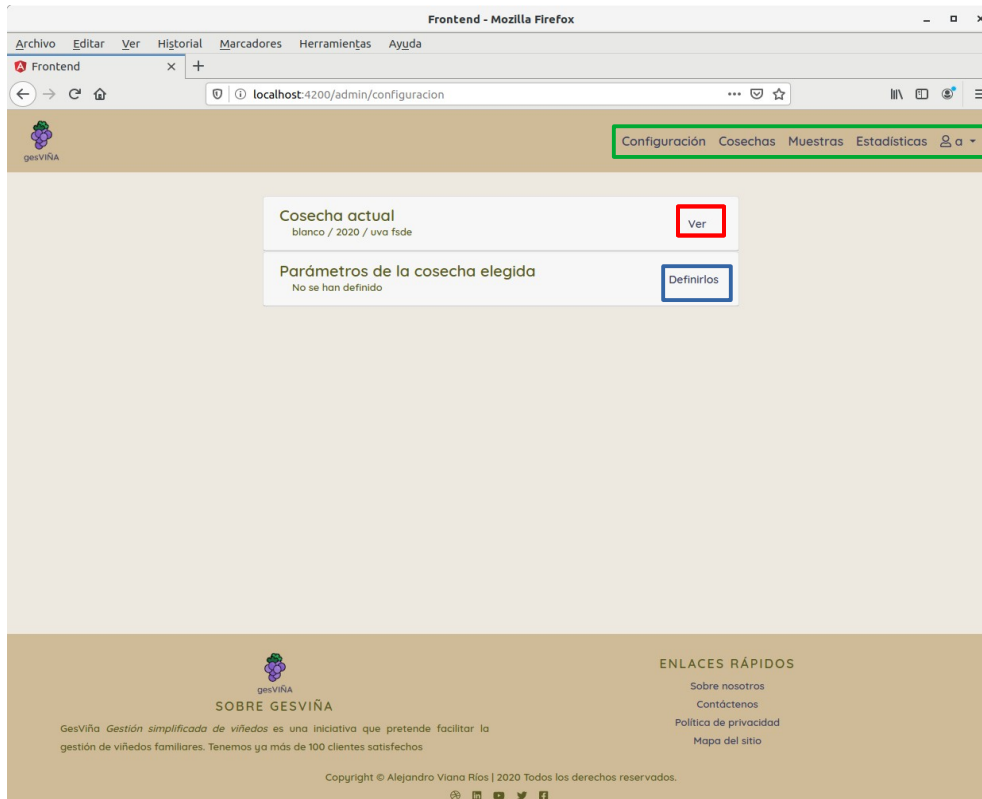 Frontend - Mozilla Firefox
Archivo Editar Ver Historial Marcadores Herramientas Ayuda
Frontend
localhost:4200/admin/configuracion
gesVIÑA
Configuración Cosechas Muestras Estadísticas a
Cosecha actual
blanco / 2020 / uva fsde
Ver
Parámetros de la cosecha elegida
No se han definido
Definirlos
gesVIÑA
SOBRE GESVIÑA
GesViña Gestión simplificada de viñedos es una iniciativa que pretende facilitar la
gestión de viñedos familiares. Tenemos ya más de 100 clientes satisfechos
ENLACES RÁPIDOS
Sobre nosotros
Contáctenos
Política de privacidad
Mapa del sitio
Copyright © Alejandro Viana Ríos | 2020 Todos los derechos reservados.